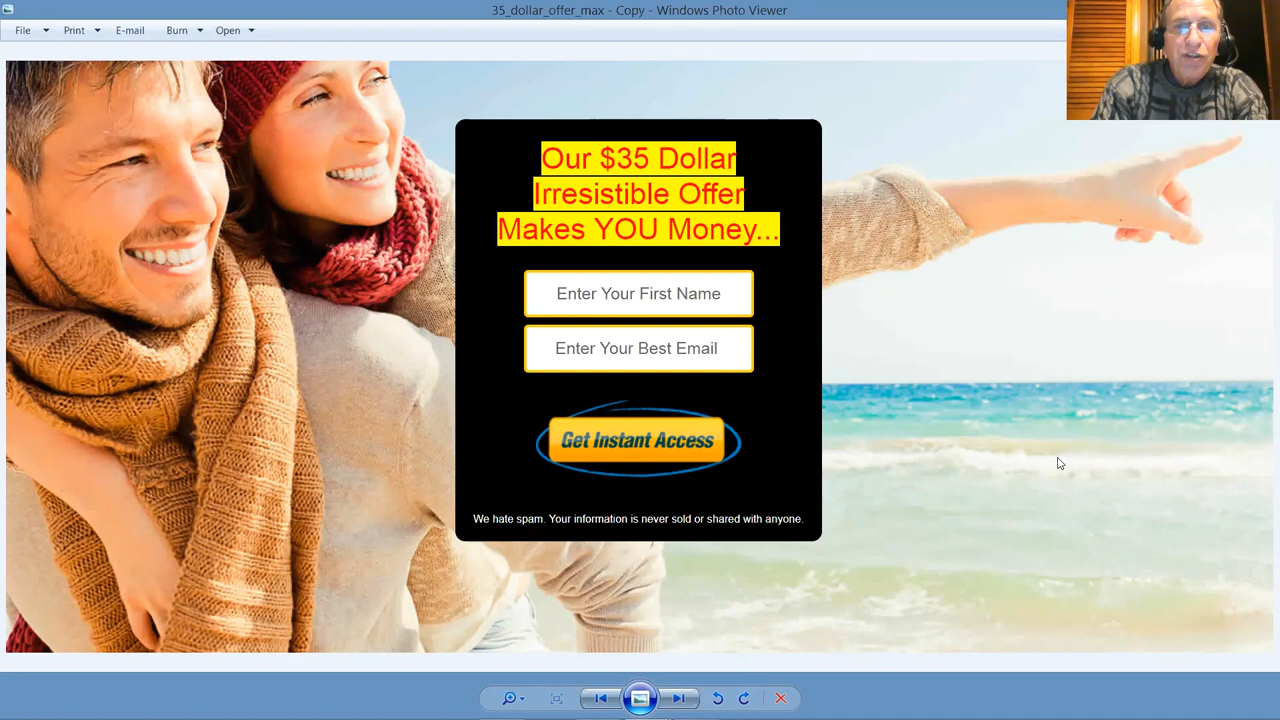 35_dollar_offer_max - Copy - Windows Photo Viewer
File Print E-mail Burn Open
Our $35 Dollar
Irresistible Offer
Makes YOU Money...
Enter Your First Name
Enter Your Best Email
Get Instant Access
We hate spam. Your information is never sold or shared with anyone.